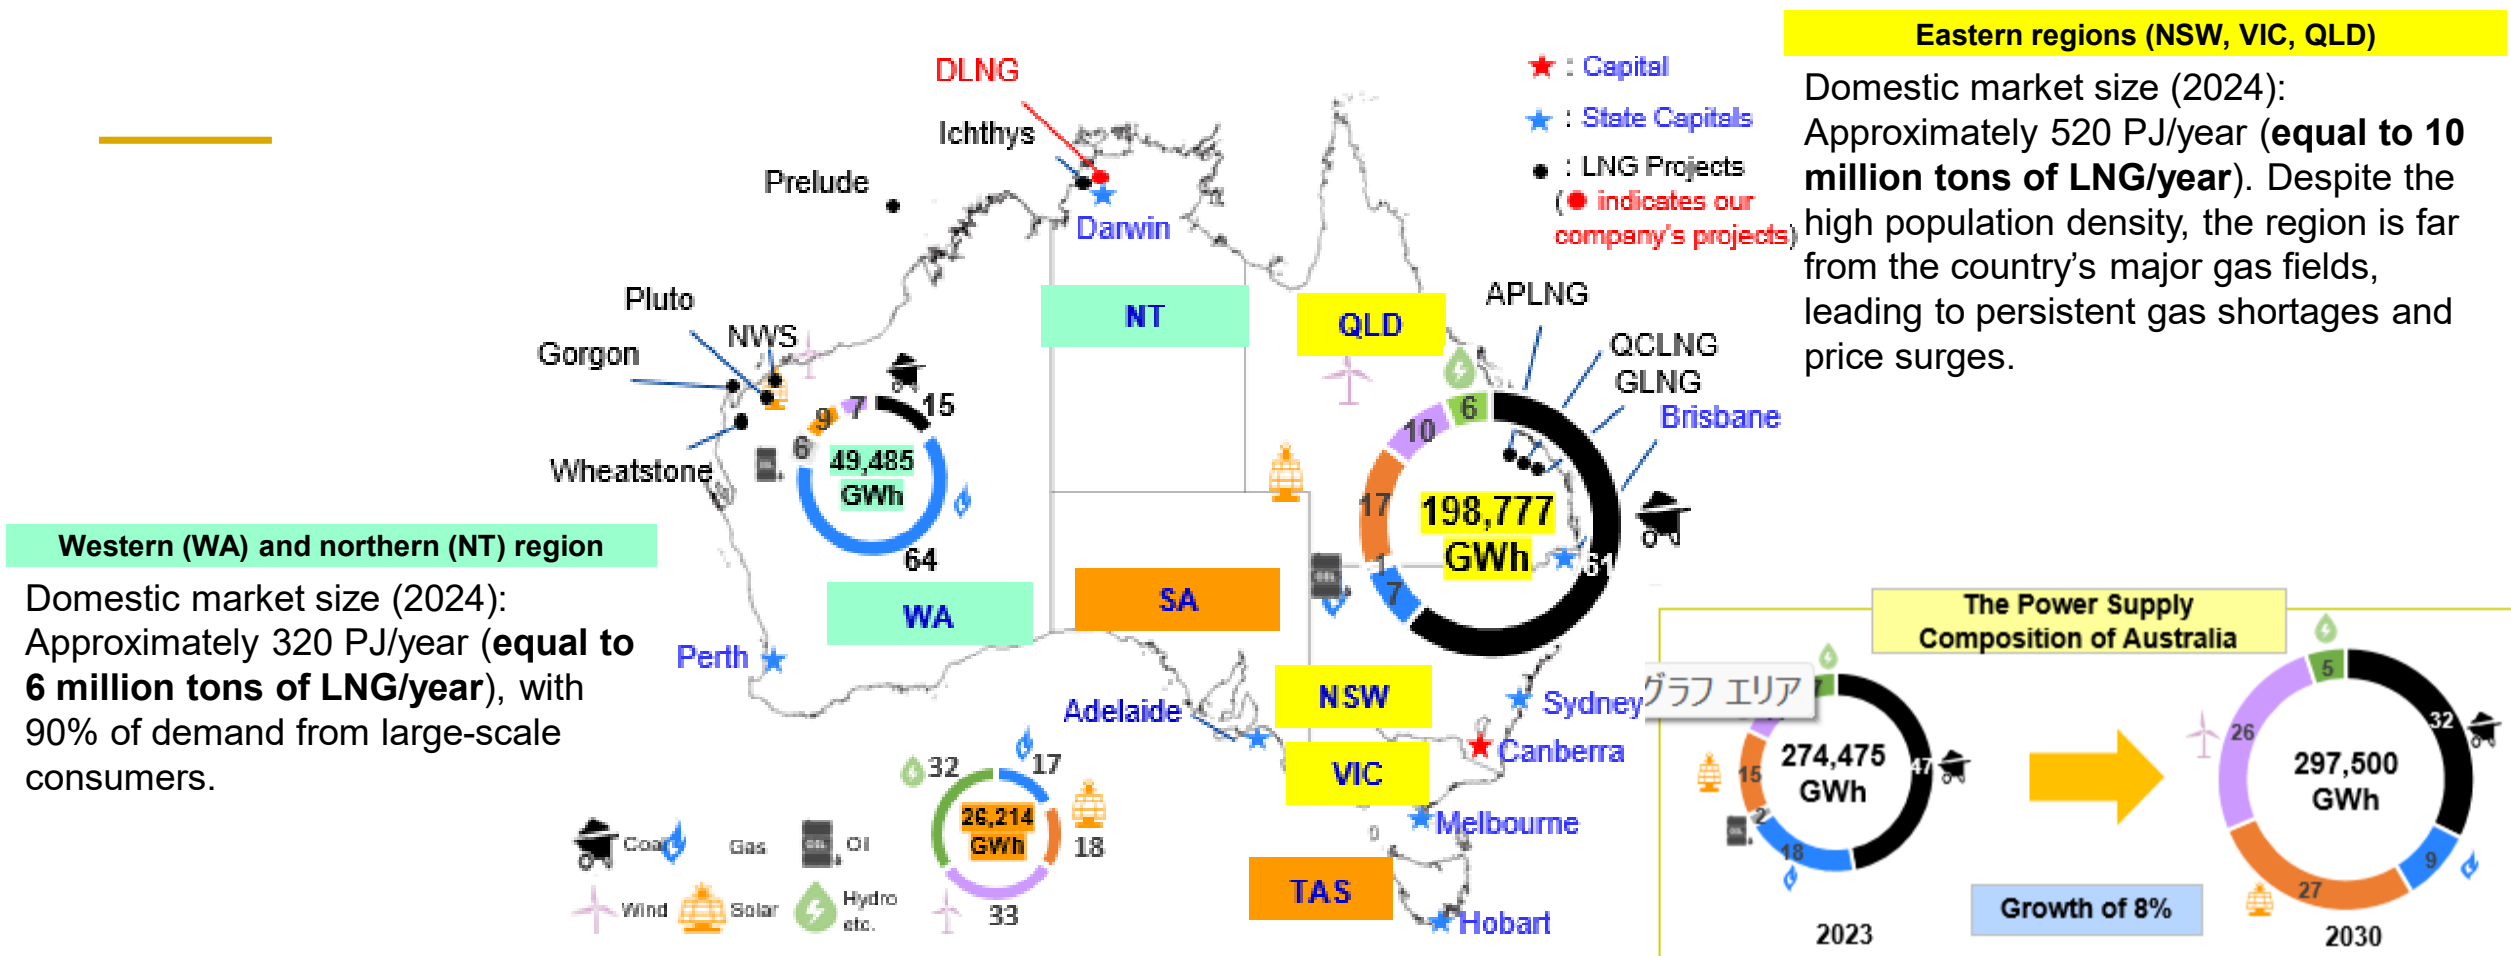 Eastern regions (NSW, VIC, QLD)
Domestic market size (2024):
Approximately 520 PJ/year (equal to 10
million tons of LNG/year). Despite the
high population density, the region is far
from the country’s major gas fields,
leading to persistent gas shortages and
price surges.
: Capital
: State Capitals
: LNG Projects
( indicates our
company's projects)
DLNG
Ichthys
Prelude
Darwin
Pluto
NWS
Gorgon
Wheatstone
NT
QLD
APLNG
QCLNG
GLNG
Brisbane
7
15
9
6
49,485
GWh
64
6
10
17
198,777
GWh
1
7
61
Western (WA) and northern (NT) region
Domestic market size (2024):
Approximately 320 PJ/year (equal to
6 million tons of LNG/year), with
90% of demand from large-scale
consumers.
WA
SA
Perth
NSW
Sydney
Adelaide
VIC
Canberra
Melbourne
TAS
Hobart
32
17
26,214
GWh
18
33
Gas
Oil
Wind
Solar
Hydro
etc.
The Power Supply
Composition of Australia
グラフ エリア
7
274,475
GWh
47
15
2
18
2023
Growth of 8%
5
32
26
297,500
GWh
9
27
2030